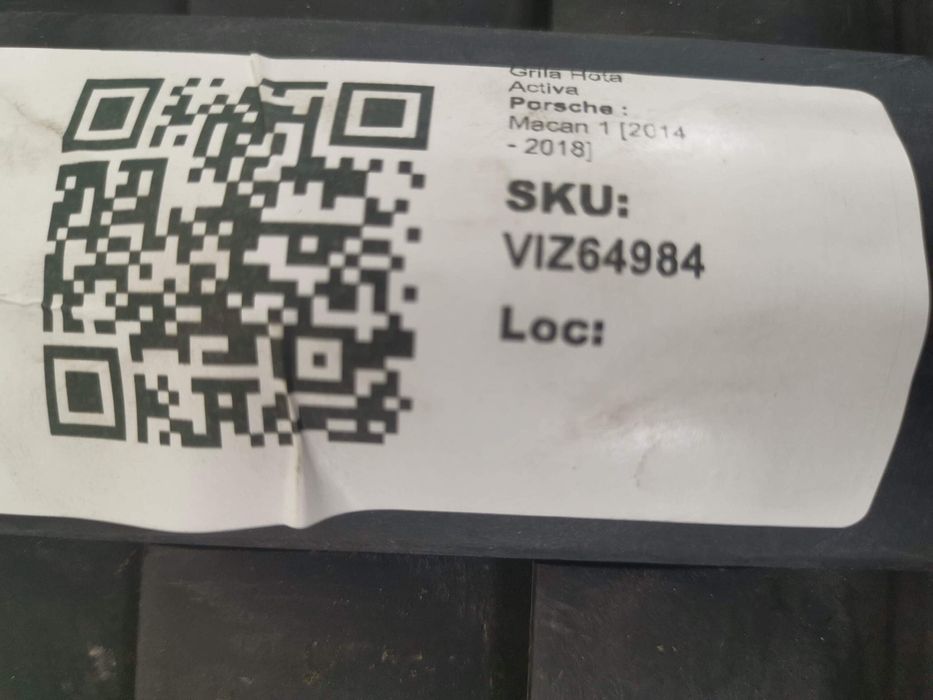 Grila Hota
Activa
Porsche :
Macan 1 [2014
- 2018]
SKU:
VIZ64984
Loc: